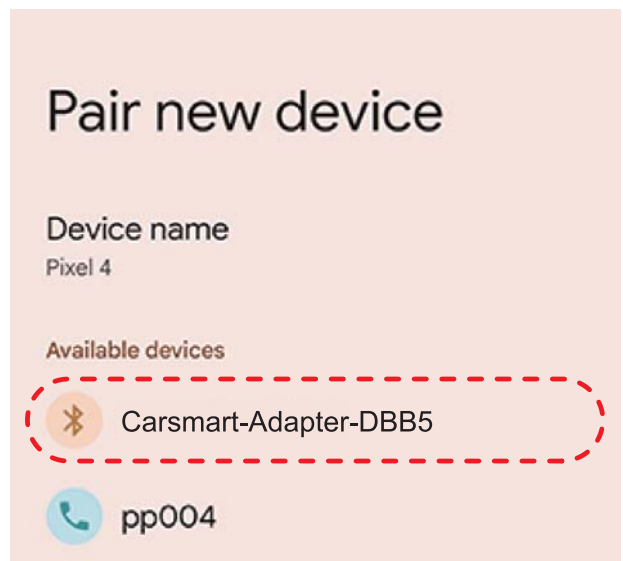 Pair new device
Device name
Pixel 4
Available devices
Carsmart-Adapter-DBB5
pp004